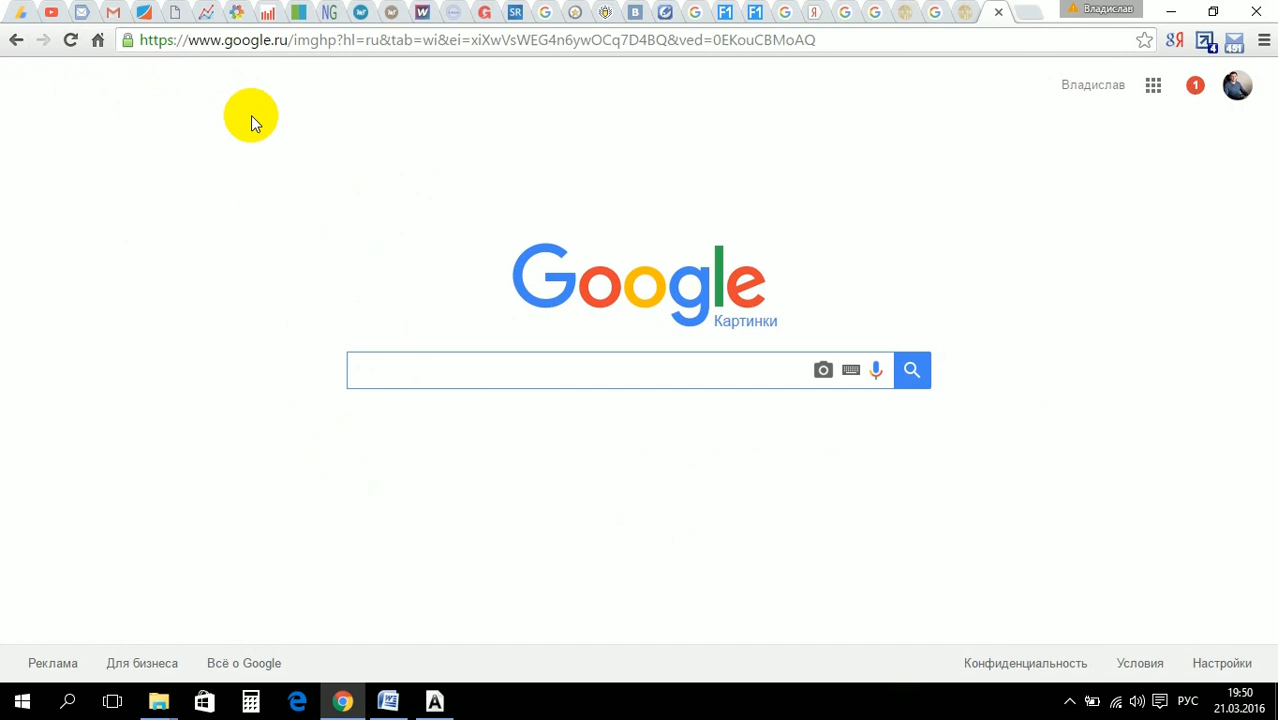 Владислав
https://www.google.ru/imghp?hl=ru&tab=wi&ei=xiXwVsWEG4n6ywOCq7D4BQ&ved=0EKouCBMoAQ
Владислав
1
Google
Картинки
Реклама
Для бизнеса
Всё о Google
Конфиденциальность
Условия
Настройки
РУС
19:50
21.03.2016